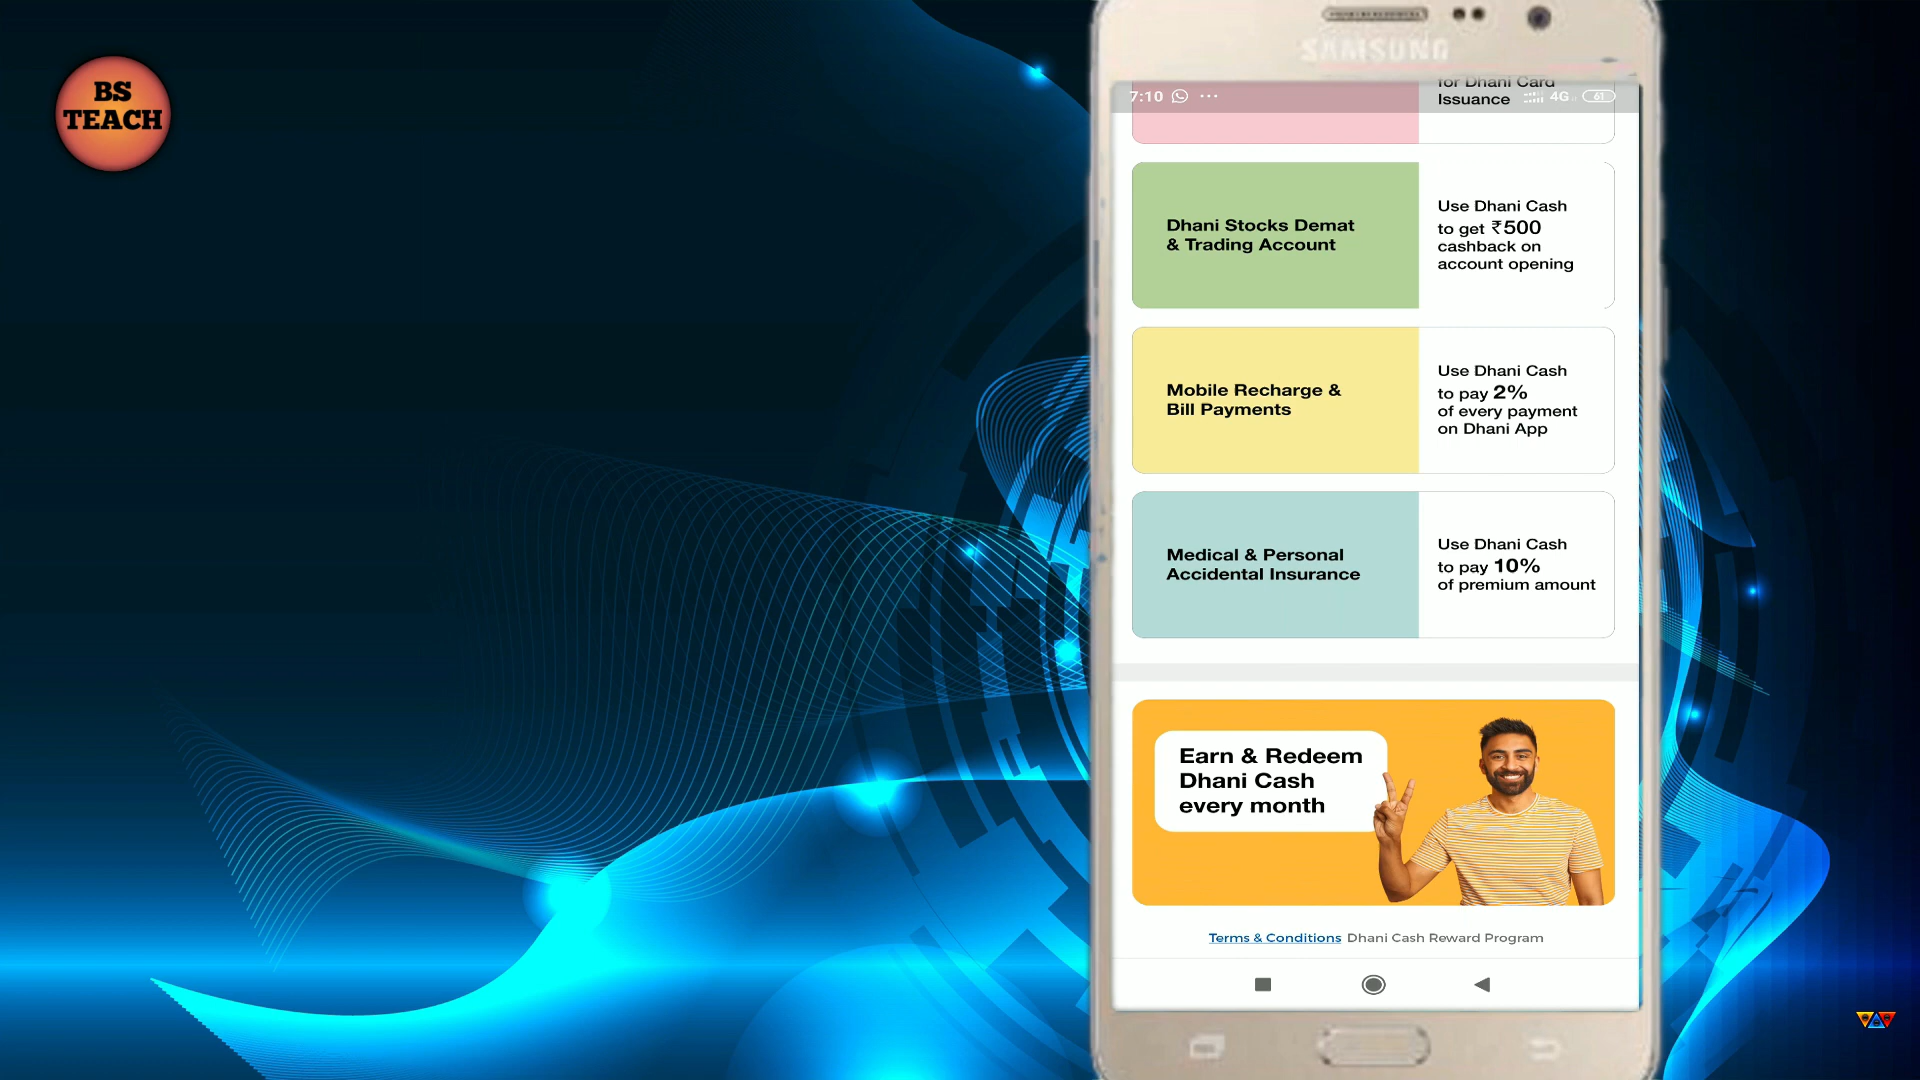 BS
TEACH
SAMSUNG
7:10
4G
61
for Dhani Card
Issuance
Dhani Stocks Demat
& Trading Account
Use Dhani Cash
to get ₹500
cashback on
account opening
Mobile Recharge &
Bill Payments
Use Dhani Cash
to pay 2%
of every payment
on Dhani App
Medical & Personal
Accidental Insurance
Use Dhani Cash
to pay 10%
of premium amount
Earn & Redeem
Dhani Cash
every month
Terms & Conditions Dhani Cash Reward Program